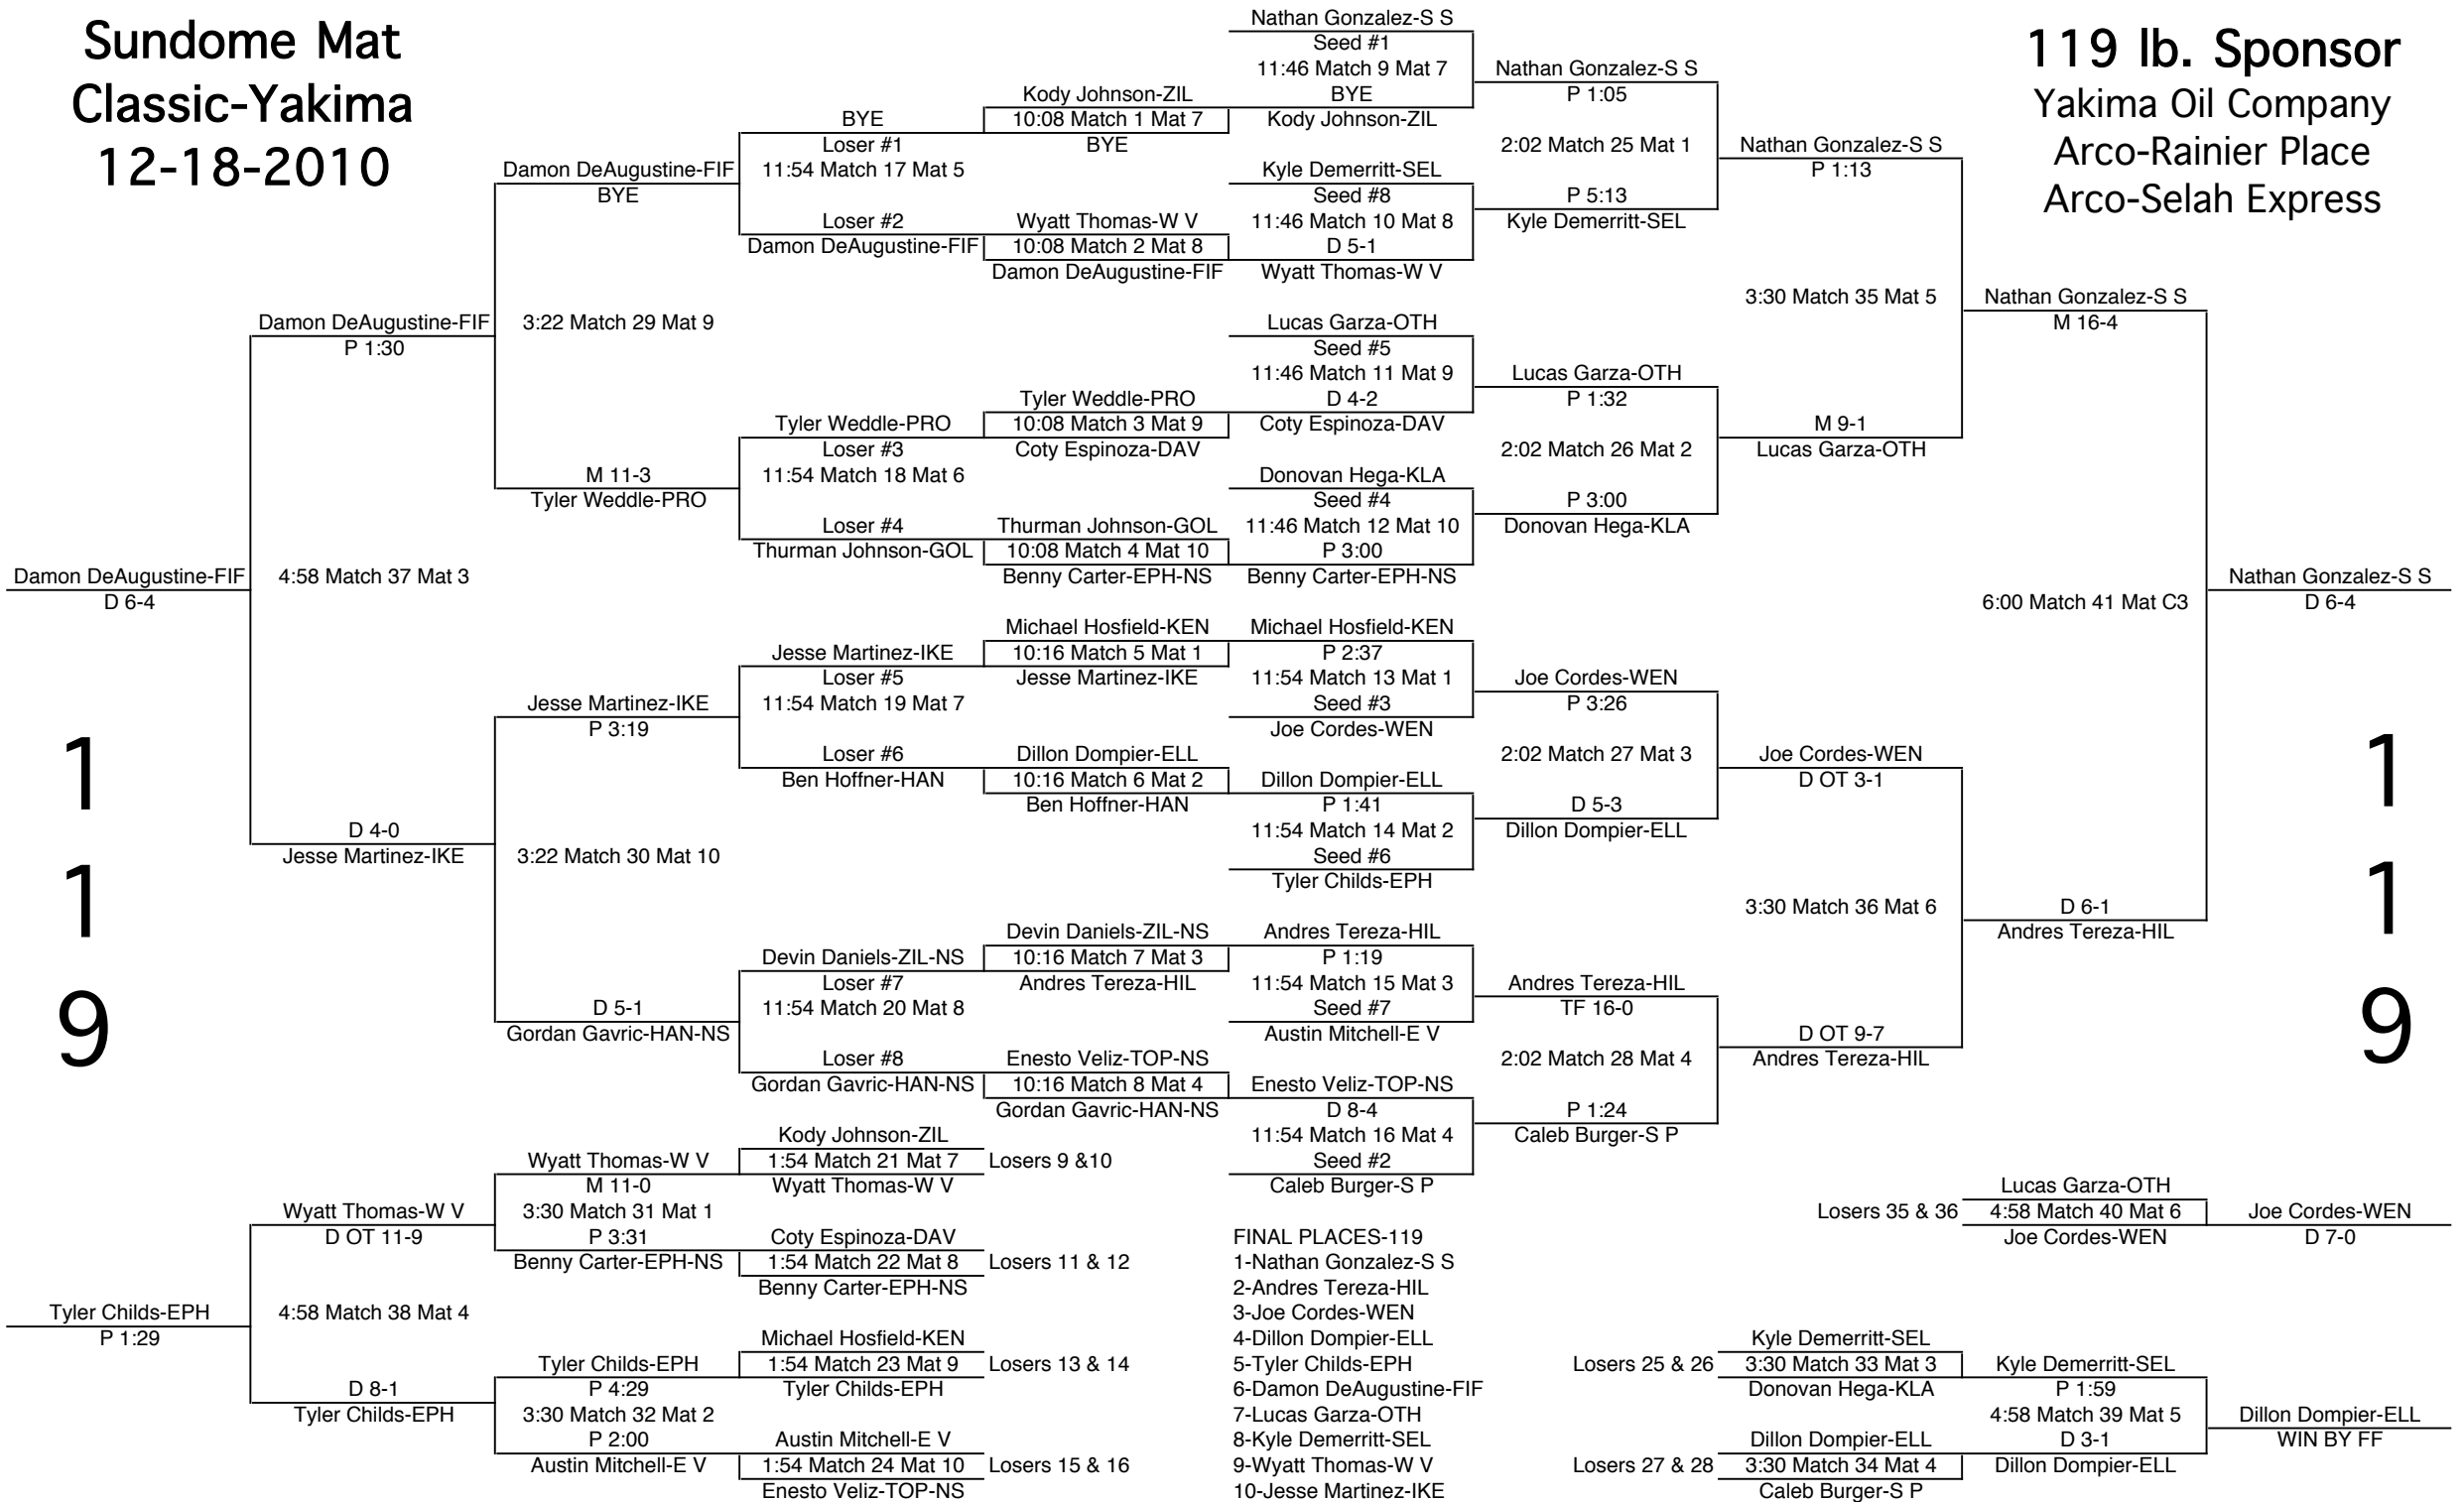 Sundome Mat
Classic-Yakima
12-18-2010
119 lb. Sponsor
Yakima Oil Company
Arco-Rainier Place
Arco-Selah Express
Damon DeAugustine-FIF
D 6-4
1
1
9
Tyler Childs-EPH
P 1:29
Damon DeAugustine-FIF
P 1:30
4:58 Match 37 Mat 3
D 4-0
Jesse Martinez-IKE
Wyatt Thomas-W V
D OT 11-9
4:58 Match 38 Mat 4
D 8-1
Tyler Childs-EPH
Damon DeAugustine-FIF
BYE
3:22 Match 29 Mat 9
M 11-3
Tyler Weddle-PRO
Jesse Martinez-IKE
P 3:19
3:22 Match 30 Mat 10
D 5-1
Gordan Gavric-HAN-NS
Wyatt Thomas-W V
M 11-0
3:30 Match 31 Mat 1
P 3:31
Benny Carter-EPH-NS
Tyler Childs-EPH
P 4:29
3:30 Match 32 Mat 2
P 2:00
Austin Mitchell-E V
BYE
Loser #1
11:54 Match 17 Mat 5
Loser #2
Damon DeAugustine-FIF
Tyler Weddle-PRO
Loser #3
11:54 Match 18 Mat 6
Loser #4
Thurman Johnson-GOL
Jesse Martinez-IKE
Loser #5
11:54 Match 19 Mat 7
Loser #6
Ben Hoffner-HAN
Devin Daniels-ZIL-NS
Loser #7
11:54 Match 20 Mat 8
Loser #8
Gordan Gavric-HAN-NS
Kody Johnson-ZIL
1:54 Match 21 Mat 7 Losers 9 &10
Wyatt Thomas-W V
Coty Espinoza-DAV
1:54 Match 22 Mat 8 Losers 11 & 12
Benny Carter-EPH-NS
Michael Hosfield-KEN
1:54 Match 23 Mat 9 Losers 13 & 14
Tyler Childs-EPH
Austin Mitchell-E V
1:54 Match 24 Mat 10 Losers 15 & 16
Enesto Veliz-TOP-NS
Kody Johnson-ZIL
10:08 Match 1 Mat 7
BYE
Wyatt Thomas-W V
10:08 Match 2 Mat 8
Damon DeAugustine-FIF
Tyler Weddle-PRO
10:08 Match 3 Mat 9
Coty Espinoza-DAV
Thurman Johnson-GOL
10:08 Match 4 Mat 10
Benny Carter-EPH-NS
Michael Hosfield-KEN
10:16 Match 5 Mat 1
Jesse Martinez-IKE
Dillon Dompier-ELL
10:16 Match 6 Mat 2
Ben Hoffner-HAN
Devin Daniels-ZIL-NS
10:16 Match 7 Mat 3
Andres Tereza-HIL
Enesto Veliz-TOP-NS
10:16 Match 8 Mat 4
Gordan Gavric-HAN-NS
Nathan Gonzalez-S S
Seed #1
11:46 Match 9 Mat 7
BYE
Kody Johnson-ZIL
Kyle Demerritt-SEL
Seed #8
11:46 Match 10 Mat 8
D 5-1
Wyatt Thomas-W V
Lucas Garza-OTH
Seed #5
11:46 Match 11 Mat 9
D 4-2
Coty Espinoza-DAV
Donovan Hega-KLA
Seed #4
11:46 Match 12 Mat 10
P 3:00
Benny Carter-EPH-NS
Michael Hosfield-KEN
P 2:37
11:54 Match 13 Mat 1
Seed #3
Joe Cordes-WEN
Dillon Dompier-ELL
P 1:41
11:54 Match 14 Mat 2
Seed #6
Tyler Childs-EPH
Andres Tereza-HIL
P 1:19
11:54 Match 15 Mat 3
Seed #7
Austin Mitchell-E V
Enesto Veliz-TOP-NS
D 8-4
11:54 Match 16 Mat 4
Seed #2
Caleb Burger-S P
FINAL PLACES-119
1-Nathan Gonzalez-S S
2-Andres Tereza-HIL
3-Joe Cordes-WEN
4-Dillon Dompier-ELL
5-Tyler Childs-EPH
6-Damon DeAugustine-FIF
7-Lucas Garza-OTH
8-Kyle Demerritt-SEL
9-Wyatt Thomas-W V
10-Jesse Martinez-IKE
Nathan Gonzalez-S S
P 1:05
2:02 Match 25 Mat 1
P 5:13
Kyle Demerritt-SEL
Lucas Garza-OTH
P 1:32
2:02 Match 26 Mat 2
P 3:00
Donovan Hega-KLA
Joe Cordes-WEN
P 3:26
2:02 Match 27 Mat 3
D 5-3
Dillon Dompier-ELL
Andres Tereza-HIL
TF 16-0
2:02 Match 28 Mat 4
P 1:24
Caleb Burger-S P
Nathan Gonzalez-S S
P 1:13
3:30 Match 35 Mat 5
M 9-1
Lucas Garza-OTH
Joe Cordes-WEN
D OT 3-1
3:30 Match 36 Mat 6
D OT 9-7
Andres Tereza-HIL
Nathan Gonzalez-S S
M 16-4
6:00 Match 41 Mat C3
D 6-1
Andres Tereza-HIL
Nathan Gonzalez-S S
D 6-4
1
1
9
Lucas Garza-OTH
Losers 35 & 36 4:58 Match 40 Mat 6
Joe Cordes-WEN
Joe Cordes-WEN
D 7-0
Kyle Demerritt-SEL
Losers 25 & 26 3:30 Match 33 Mat 3
Donovan Hega-KLA
Dillon Dompier-ELL
Losers 27 & 28 3:30 Match 34 Mat 4
Caleb Burger-S P
Kyle Demerritt-SEL
P 1:59
4:58 Match 39 Mat 5
D 3-1
Dillon Dompier-ELL
Dillon Dompier-ELL
WIN BY FF